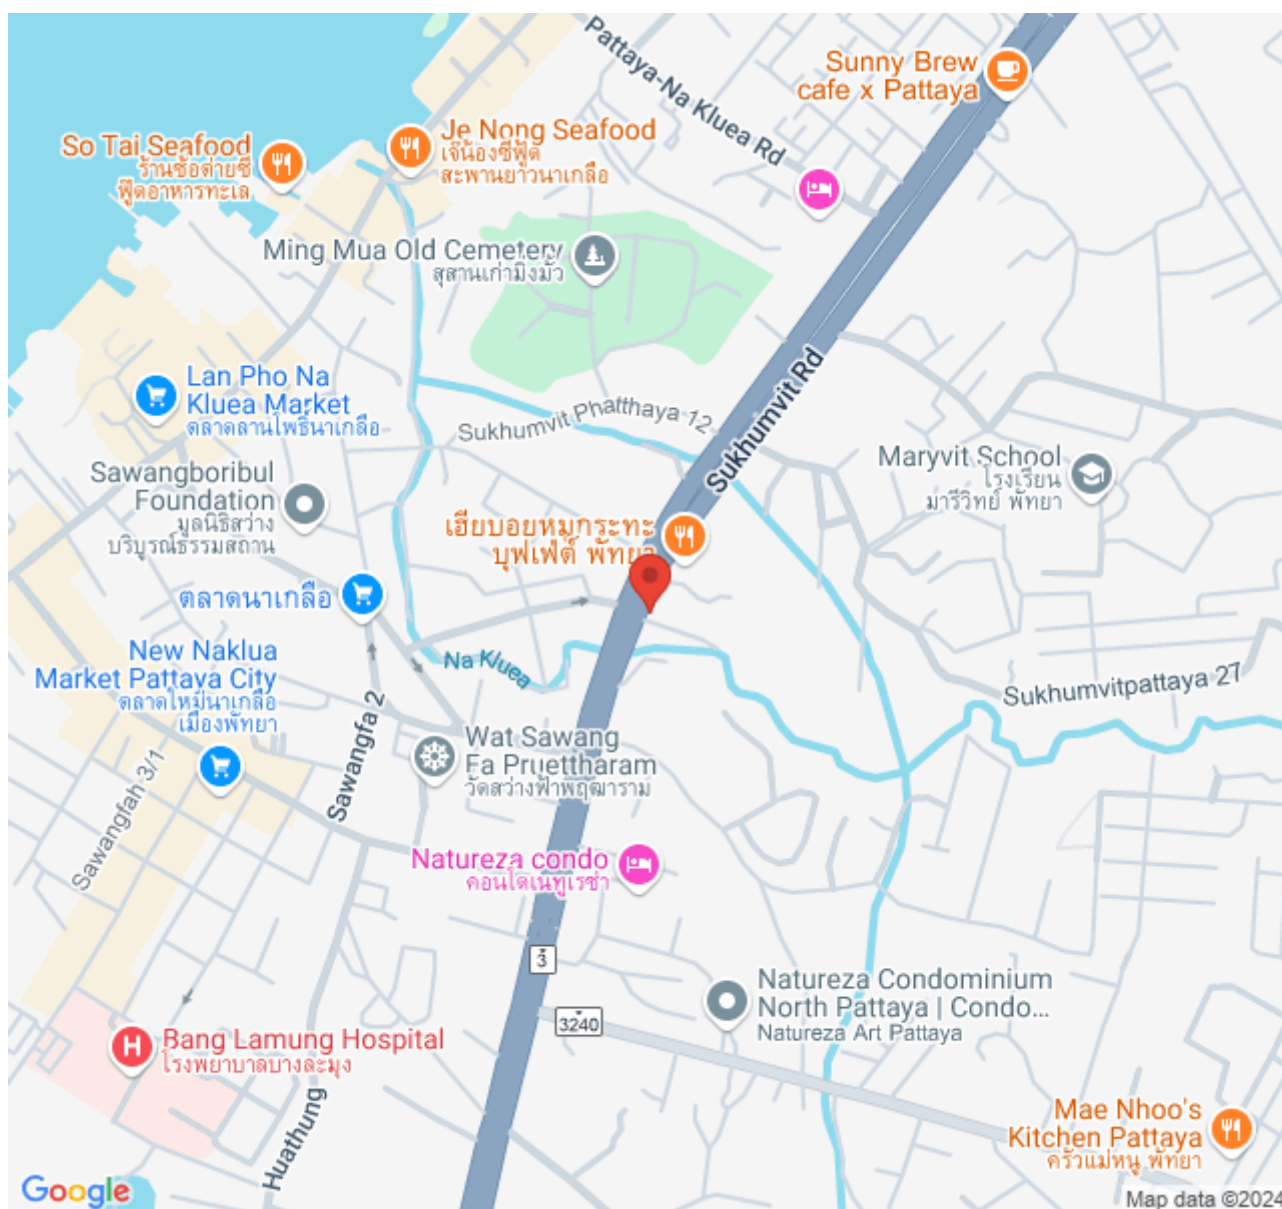 Pattaya-Na Kluea Rd
Sunny Brew
cafe x Pattaya
So Tai Seafood
ร้านซ้อต่ายซี
ฟู๊ดอาหารทะเล
Je Nong Seafood
เจ๊น้องซีฟู้ด
สะพานยาวนาเกลือ
Ming Mua Old Cemetery
สุสานเก่ามิ่งมั่ว
Sukhumvit Rd
Lan Pho Na
Kluea Market
ตลาดลานโพธิ์นาเกลือ
Sukhumvit Phatthaya 12
Maryvit School
โรงเรียน
มารีวิทย์ พัทยา
Sawangboribul
Foundation
มูลนิธิสว่าง
บริบูรณ์ธรรมสถาน
เฮียบอยหมูกระทะ
บุฟเฟ่ต์ พัทยา
ตลาดนาเกลือ
New Naklua
Market Pattaya City
ตลาดใหม่นาเกลือ
เมืองพัทยา
Na Kluea
Sukhumvitpattaya 27
Sawangfa 2
Wat Sawang
Fa Pruettharam
วัดสว่างฟ้าพฤฒาราม
Sawangfah 3/1
Natureza condo
คอนโดเนทูเรซ่า
3
3240
Natureza Condominium
North Pattaya | Condo...
Natureza Art Pattaya
H
Bang Lamung Hospital
โรงพยาบาลบางละมุง
Huathung
Mae Nhoo's
Kitchen Pattaya
ครัวแม่หนู พัทยา
Google
Map data ©2024